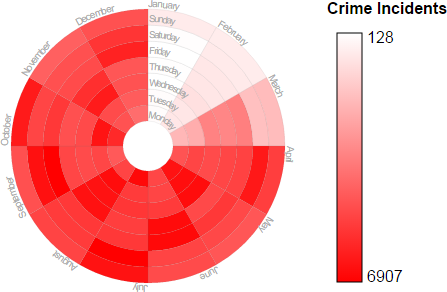 Crime Incidents
128
6907
January
February
March
April
May
June
July
August
September
October
November
December
Sunday
Saturday
Friday
Thursday
Wednesday
Tuesday
Monday